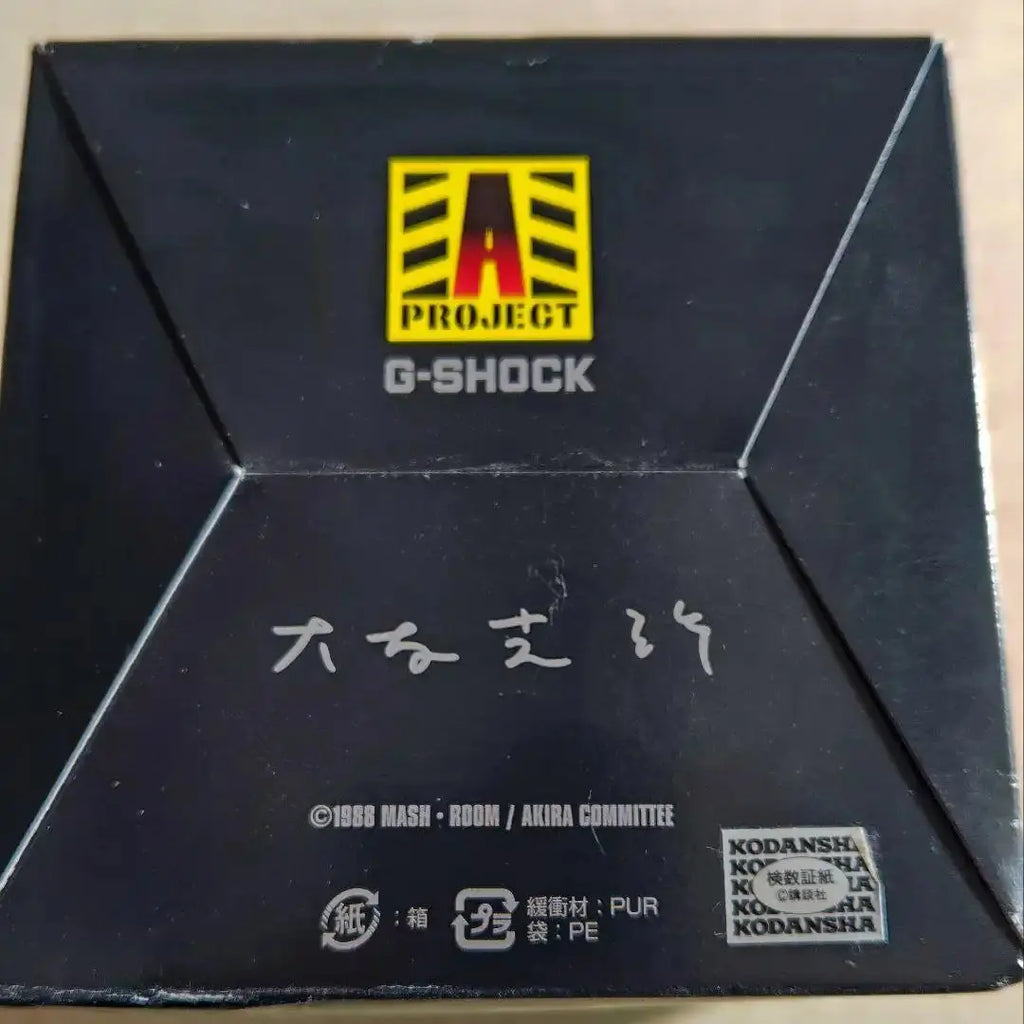 A
PROJECT
G-SHOCK
大友克洋
©1988 MASH・ROOM / AKIRA COMMITTEE
紙 : 箱
プラ 緩衝材 : PUR
袋 : PE
KODANSHA
検数証紙
©講談社
KODANSHA